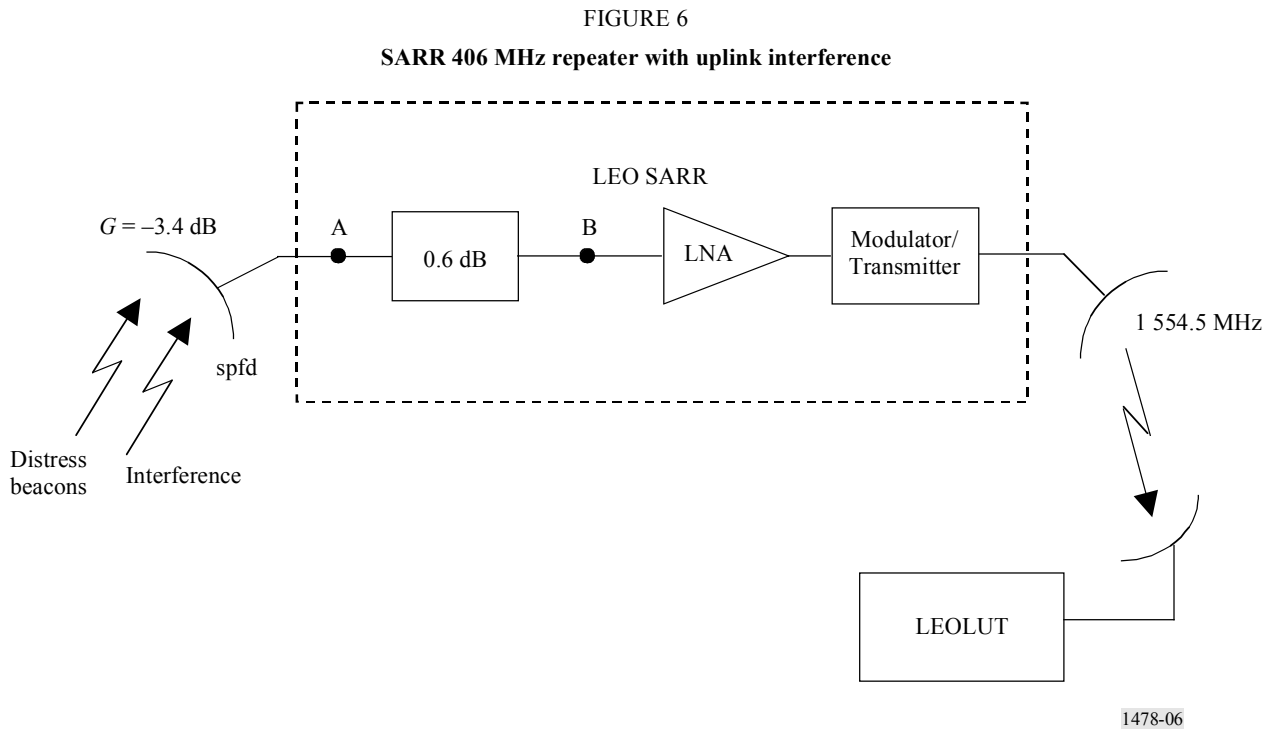 FIGURE 6
SARR 406 MHz repeater with uplink interference
LEO SARR
G = –3.4 dB
A
0.6 dB
B
LNA
Modulator/
Transmitter
1 554.5 MHz
spfd
Distress
beacons
Interference
LEOLUT
1478-06